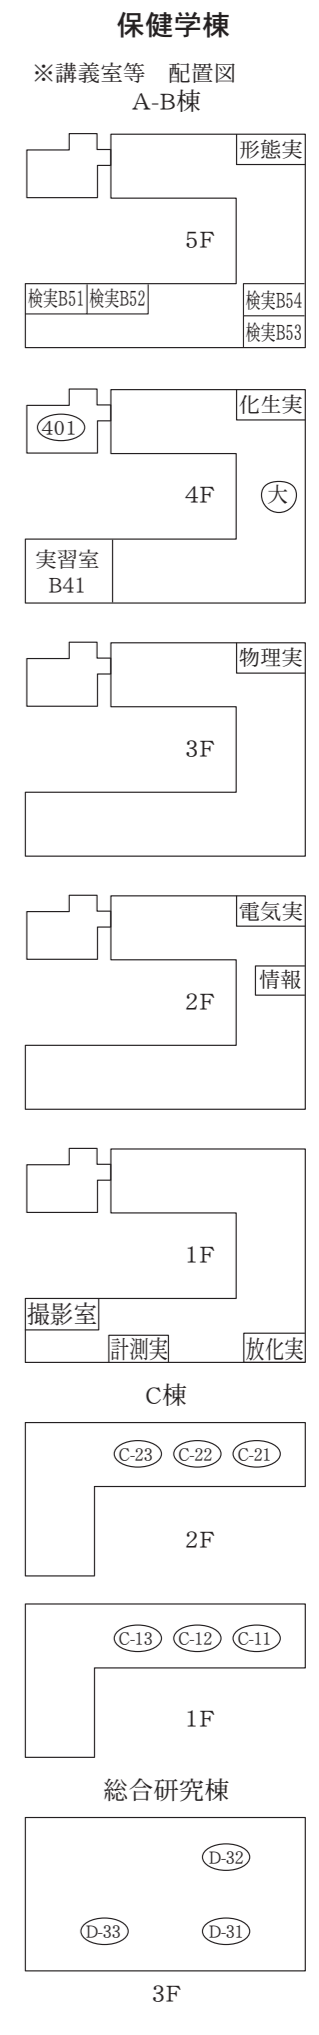 保健学棟
※講義室等　配置図
A-B棟
形態実
5F
検実B51 検実B52
検実B54
検実B53
401
化生実
4F
大
実習室
B41
物理実
3F
電気実
情報
2F
1F
撮影室
計測実
放化実
C棟
C-23 C-22 C-21
2F
C-13 C-12 C-11
1F
総合研究棟
D-32
D-33 D-31
3F